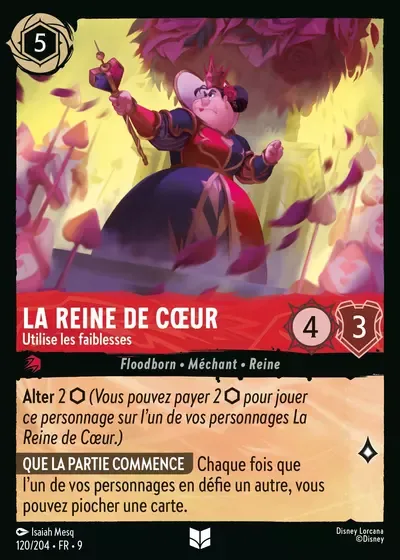 5
LA REINE DE CŒUR
Utilise les faiblesses
4
3
Floodborn • Méchant • Reine
Alter 2 (Vous pouvez payer 2 pour jouer
ce personnage sur l'un de vos personnages La
Reine de Cœur.)
QUE LA PARTIE COMMENCE Chaque fois que
l'un de vos personnages en défie un autre, vous
pouvez piocher une carte.
Isaiah Mesq
120/204 • FR • 9
Disney Lorcana
©Disney